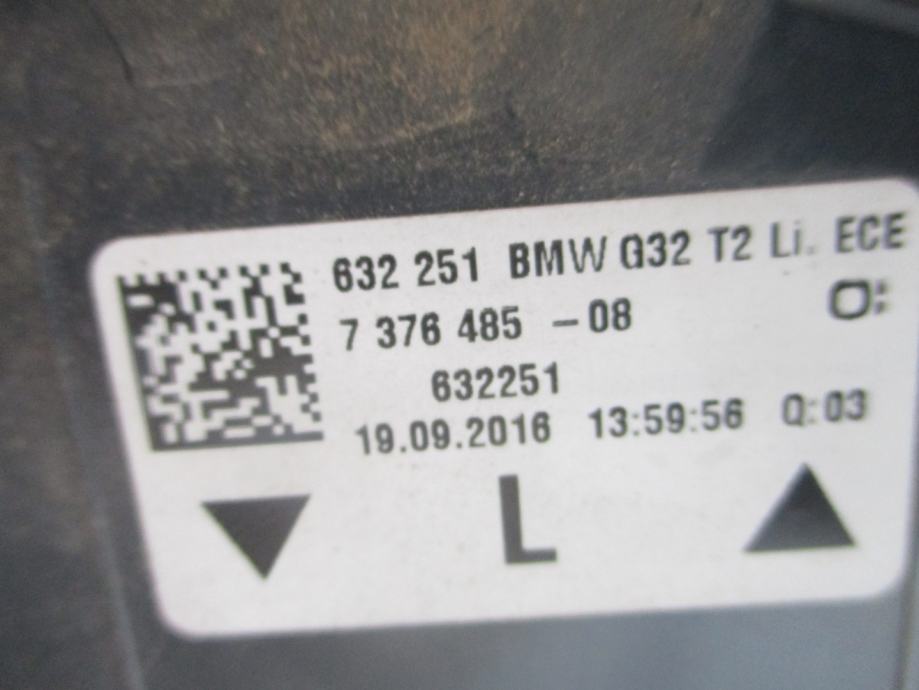 632 251 BMW G32 T2 Li. ECE
7 376 485 -08
O:
632251
19.09.2016 13:59:56 Q:03
L